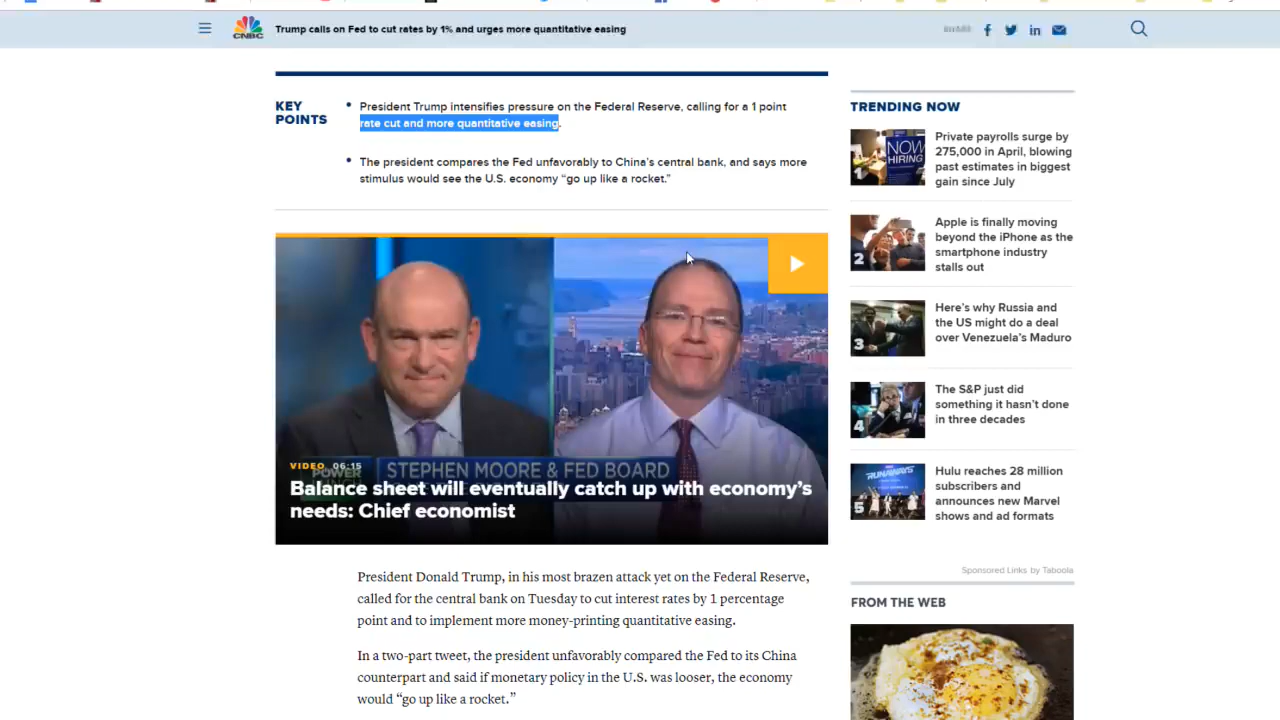 CNBC
Trump calls on Fed to cut rates by 1% and urges more quantitative easing
KEY
POINTS
President Trump intensifies pressure on the Federal Reserve, calling for a 1 point
rate cut and more quantitative easing.
The president compares the Fed unfavorably to China's central bank, and says more
stimulus would see the U.S. economy “go up like a rocket.”
VIDEO 06:15
POWER
STEPHEN MOORE & FED BOARD
Balance sheet will eventually catch up with economy's
needs: Chief economist
President Donald Trump, in his most brazen attack yet on the Federal Reserve,
called for the central bank on Tuesday to cut interest rates by 1 percentage
point and to implement more money-printing quantitative easing.
In a two-part tweet, the president unfavorably compared the Fed to its China
counterpart and said if monetary policy in the U.S. was looser, the economy
would “go up like a rocket.”
TRENDING NOW
NOW
HIRING
1
Private payrolls surge by
275,000 in April, blowing
past estimates in biggest
gain since July
2
Apple is finally moving
beyond the iPhone as the
smartphone industry
stalls out
3
Here's why Russia and
the US might do a deal
over Venezuela's Maduro
4
The S&P just did
something it hasn't done
in three decades
RUNAWAYS
5
Hulu reaches 28 million
subscribers and
announces new Marvel
shows and ad formats
Sponsored Links by Taboola
FROM THE WEB